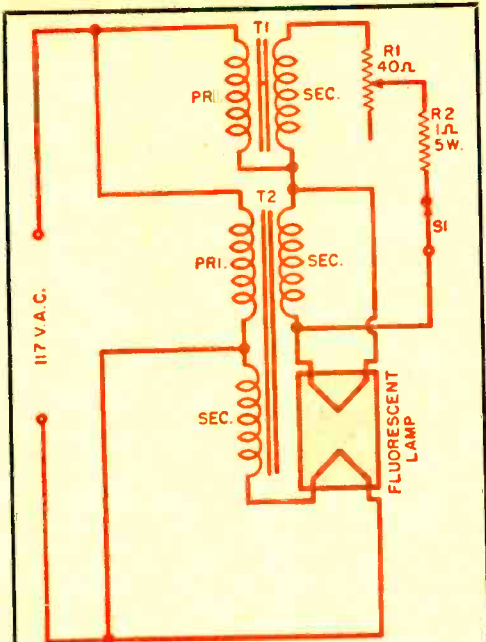 T1
R1
40Ω
PRI.
SEC.
R2
1Ω
5W.
T2
S1
PRI.
SEC.
117 V.A.C.
SEC.
FLUORESCENT
LAMP